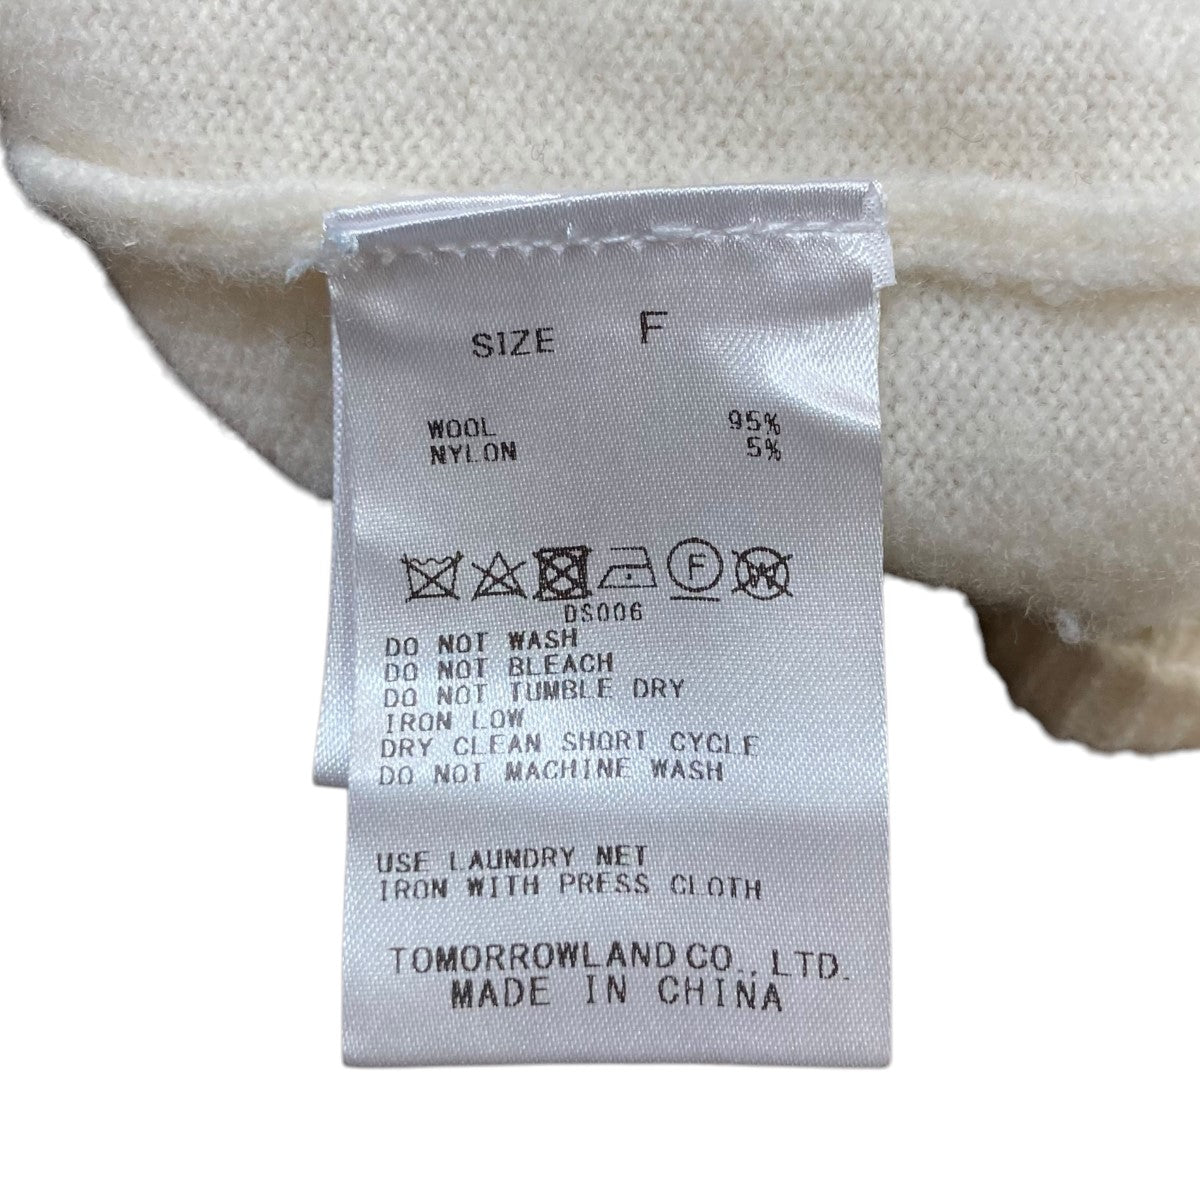 SIZE F
WOOL 95%
NYLON 5%
F W
DS006
DO NOT WASH
DO NOT BLEACH
DO NOT TUMBLE DRY
IRON LOW
DRY CLEAN SHORT CYCLE
DO NOT MACHINE WASH
USE LAUNDRY NET
IRON WITH PRESS CLOTH
TOMORROWLAND CO., LTD.
MADE IN CHINA